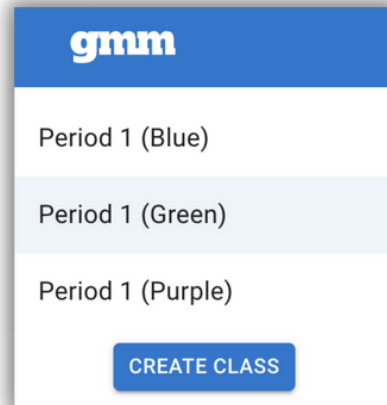 gmm
Period 1 (Blue)
Period 1 (Green)
Period 1 (Purple)
CREATE CLASS